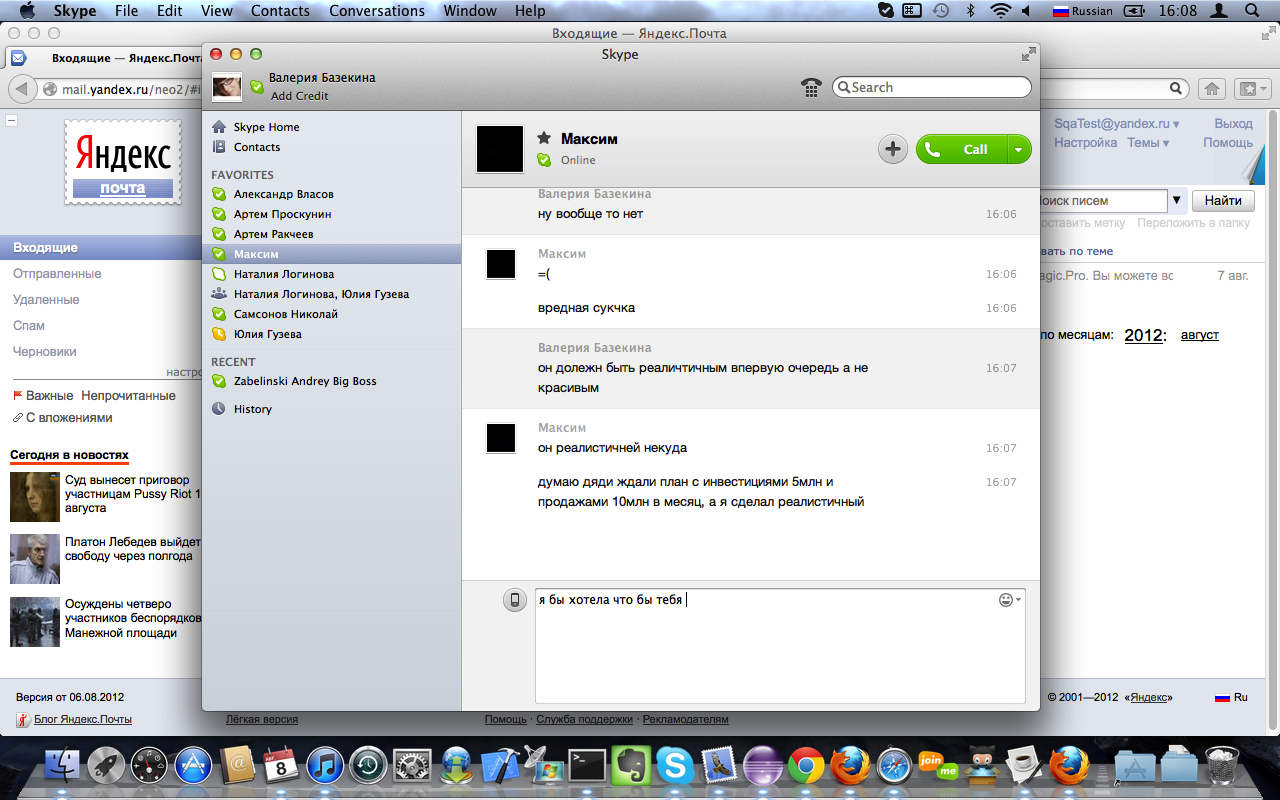 Skype File Edit View Contacts Conversations Window Help Russian 16:08
Входящие — Яндекс.Почта
Входящие — Яндекс.Почта
mail.yandex.ru/neo2/#i
Skype
Валерия Базекина
Add Credit
Search
Яндекс
почта
SqaTest@yandex.ru ▾ Выход
Настройка Темы ▾ Помощь
оиск писем Найти
оставить метку Переложить в папку
вать по теме
agic.Pro. Вы можете вс 7 авг.
по месяцам: 2012: август
Входящие
Отправленные
Удаленные
Спам
Черновики
настро
Важные Непрочитанные
С вложениями
Сегодня в новостях
Суд вынесет приговор
участникам Pussy Riot 1
августа
Платон Лебедев выйдет
свободу через полгода
Осуждены четверо
участников беспорядков
Манежной площади
Skype Home
Contacts
FAVORITES
Александр Власов
Артем Проскунин
Артем Ракчеев
Максим
Наталия Логинова
Наталия Логинова, Юлия Гузева
Самсонов Николай
Юлия Гузева
RECENT
Zabelinski Andrey Big Boss
History
Максим
Online
Call
Валерия Базекина
ну вообще то нет 16:06
Максим
=( 16:06
вредная сукчка 16:06
Валерия Базекина
он должен быть реаличтичным впервую очередь а не 16:07
красивым
Максим
он реалистичней некуда 16:07
думаю дяди ждали план с инвестициями 5млн и 16:07
продажами 10млн в месяц, а я сделал реалистичный
я бы хотела что бы тебя
Версия от 06.08.2012
Блог Яндекс.Почты
Лёгкая версия
Помощь · Служба поддержки · Рекламодателям
© 2001—2012 «Яндекс» Ru
8
join
me